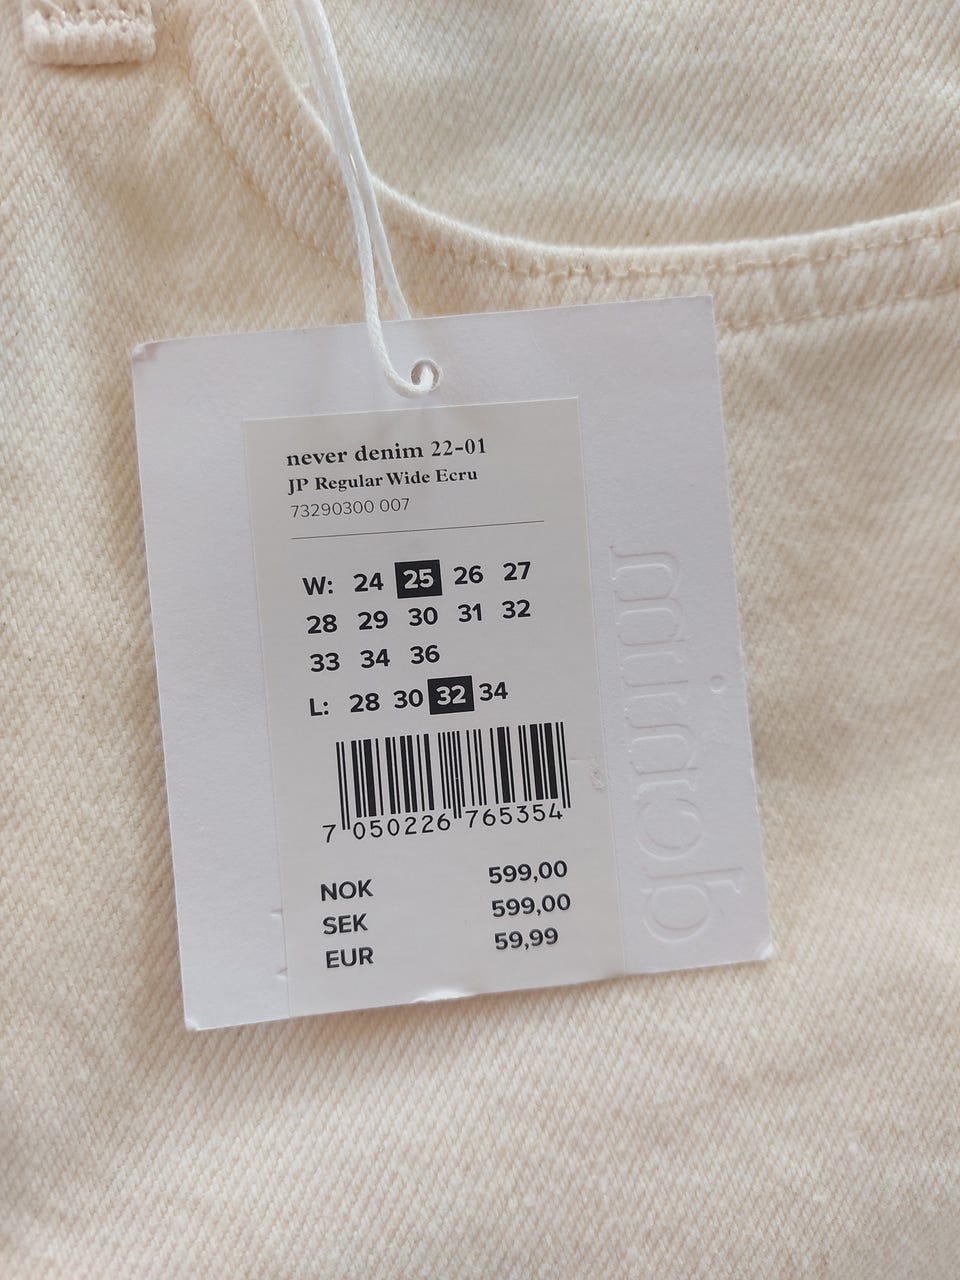 never denim 22-01
JP Regular Wide Ecru
73290300 007
W: 24 25 26 27
28 29 30 31 32
33 34 36
L: 28 30 32 34
7 050226 765354
NOK 599,00
SEK 599,00
EUR 59,99